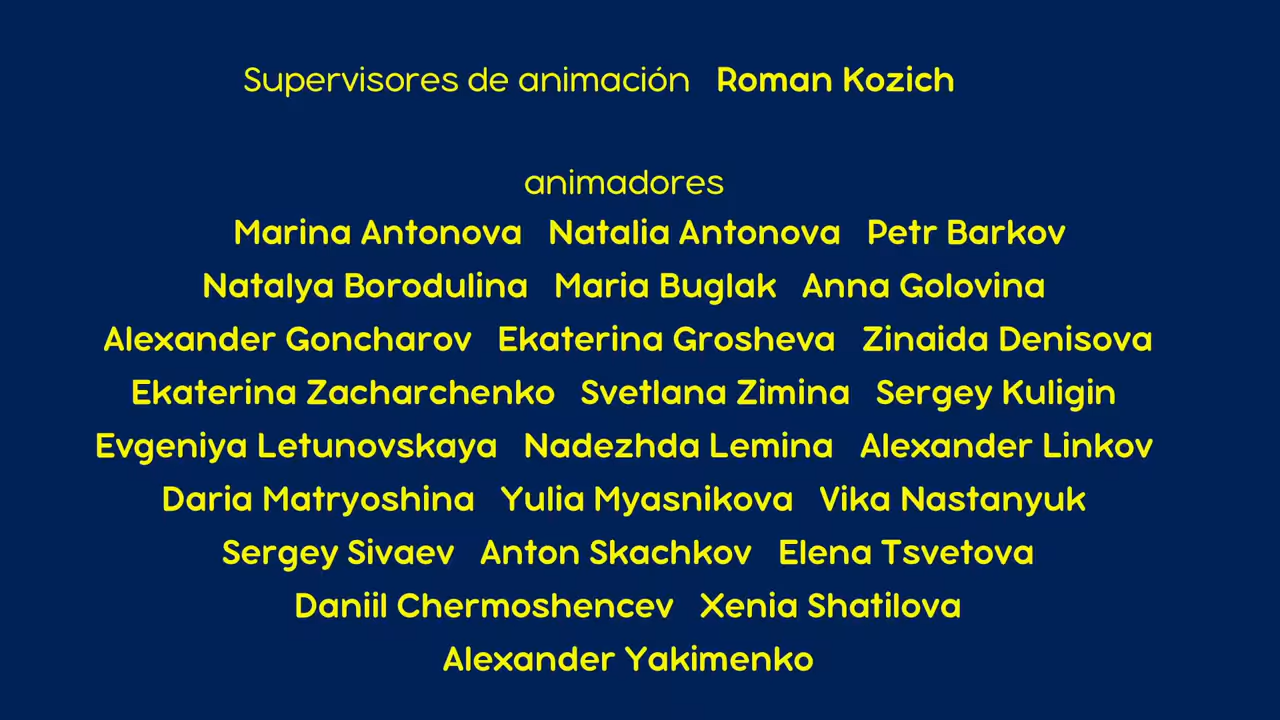 Supervisores de animación Roman Kozich
animadores
Marina Antonova Natalia Antonova Petr Barkov
Natalya Borodulina Maria Buglak Anna Golovina
Alexander Goncharov Ekaterina Grosheva Zinaida Denisova
Ekaterina Zacharchenko Svetlana Zimina Sergey Kuligin
Evgeniya Letunovskaya Nadezhda Lemina Alexander Linkov
Daria Matryoshina Yulia Myasnikova Vika Nastanyuk
Sergey Sivaev Anton Skachkov Elena Tsvetova
Daniil Chermoshencev Xenia Shatilova
Alexander Yakimenko